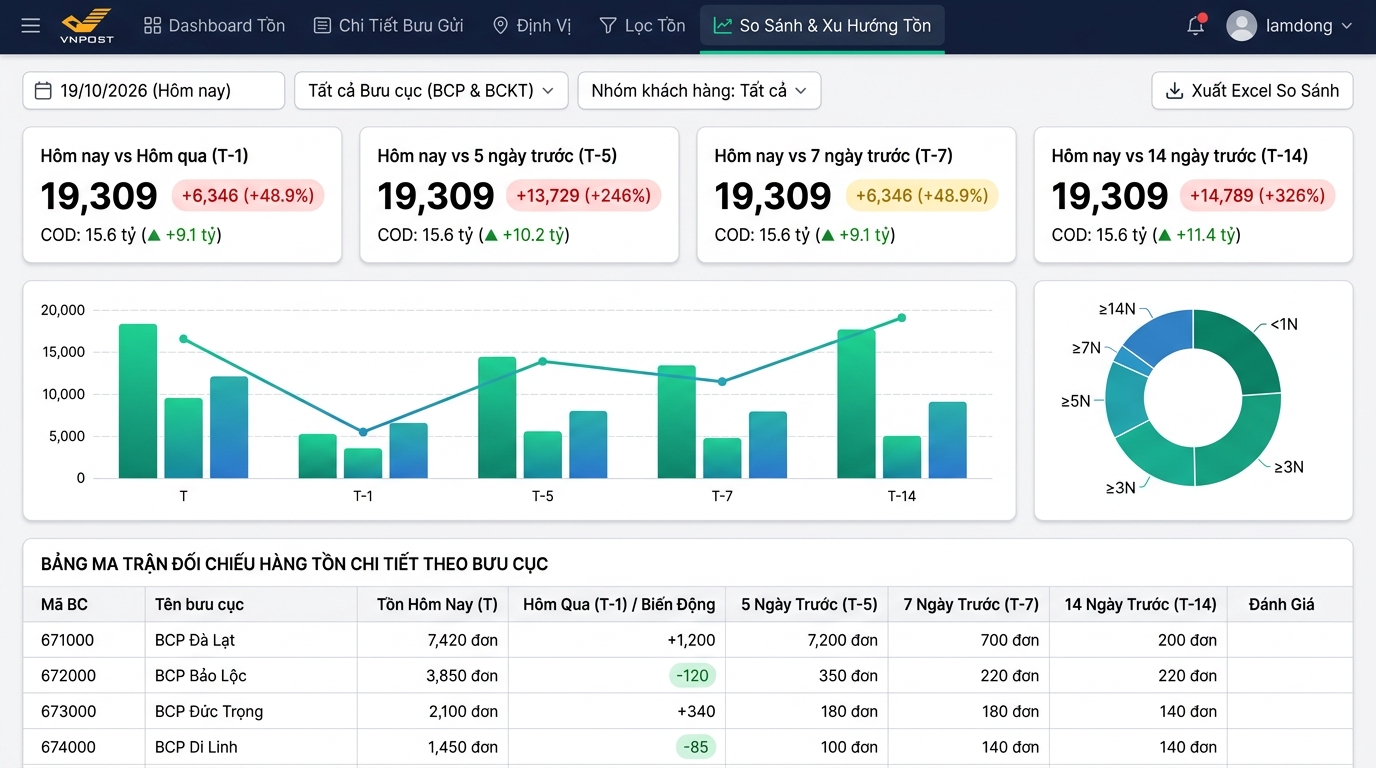 VNPOST
Dashboard Tồn
Chi Tiết Bưu Gửi
Định Vị
Lọc Tồn
So Sánh & Xu Hướng Tồn
lamdong
19/10/2026 (Hôm nay)
Tất cả Bưu cục (BCP & BCKT)
Nhóm khách hàng: Tất cả
Xuất Excel So Sánh
Hôm nay vs Hôm qua (T-1)
19,309 +6,346 (+48.9%)
COD: 15.6 tỷ (▲ +9.1 tỷ)
Hôm nay vs 5 ngày trước (T-5)
19,309 +13,729 (+246%)
COD: 15.6 tỷ (▲ +10.2 tỷ)
Hôm nay vs 7 ngày trước (T-7)
19,309 +6,346 (+48.9%)
COD: 15.6 tỷ (▲ +9.1 tỷ)
Hôm nay vs 14 ngày trước (T-14)
19,309 +14,789 (+326%)
COD: 15.6 tỷ (▲ +11.4 tỷ)
20,000
15,000
10,000
5,000
0
T T-1 T-5 T-7 T-14
≥14N
<1N
≥7N
≥5N
≥3N
≥3N
BẢNG MA TRẬN ĐỐI CHIẾU HÀNG TỒN CHI TIẾT THEO BƯU CỤC
Mã BC Tên bưu cục Tồn Hôm Nay (T) Hôm Qua (T-1) / Biến Động 5 Ngày Trước (T-5) 7 Ngày Trước (T-7) 14 Ngày Trước (T-14) Đánh Giá
671000 BCP Đà Lạt 7,420 đơn +1,200 7,200 đơn 700 đơn 200 đơn
672000 BCP Bảo Lộc 3,850 đơn -120 350 đơn 220 đơn 220 đơn
673000 BCP Đức Trọng 2,100 đơn +340 180 đơn 180 đơn 140 đơn
674000 BCP Di Linh 1,450 đơn -85 100 đơn 140 đơn 140 đơn